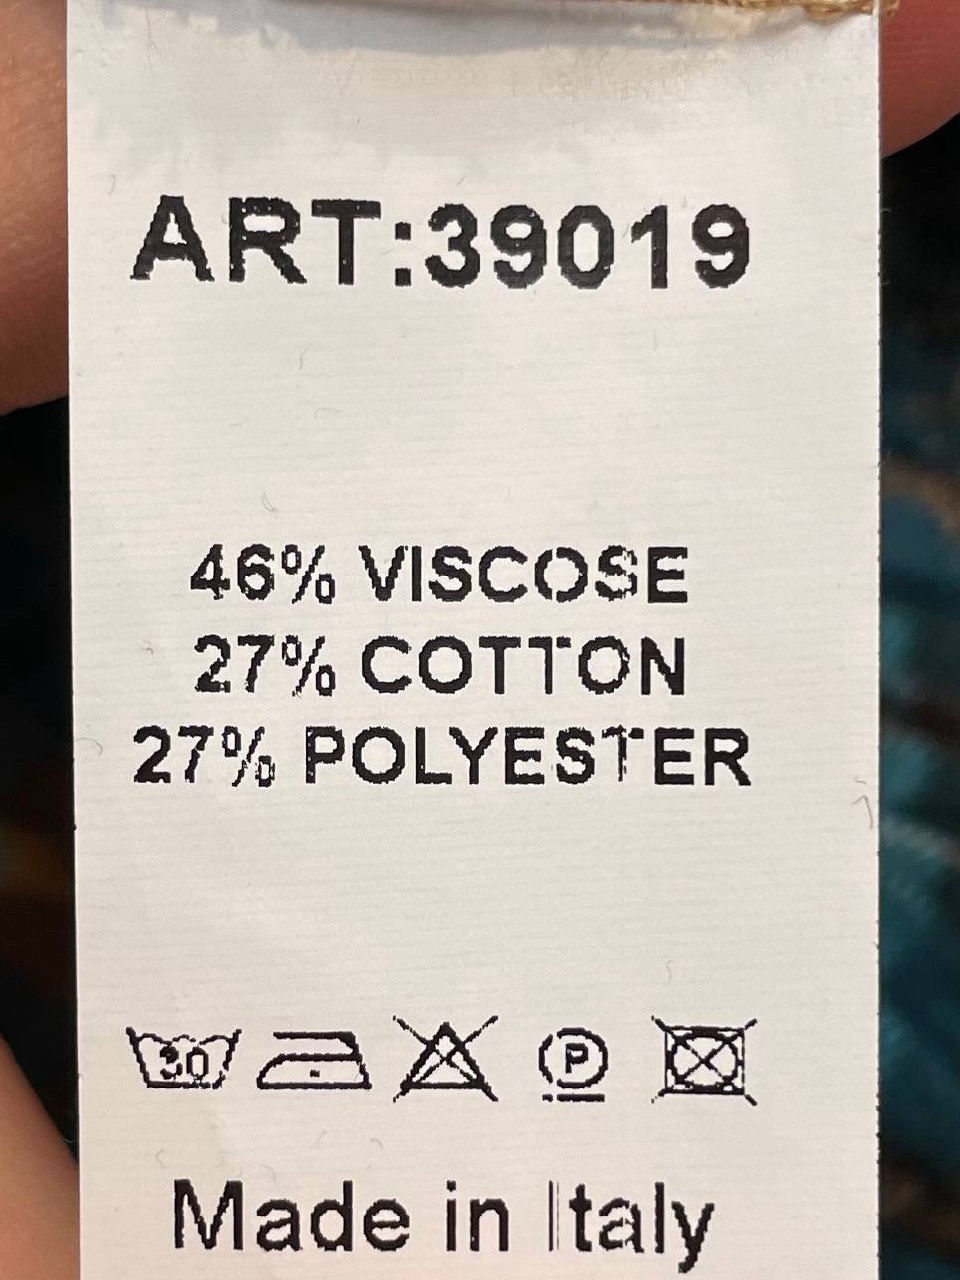 ART:39019
46% VISCOSE
27% COTTON
27% POLYESTER
30 P
Made in Italy